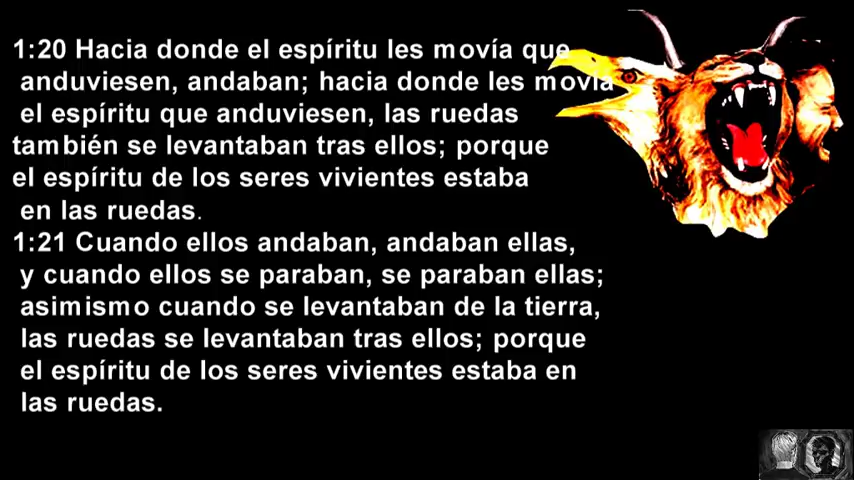 1:20 Hacia donde el espíritu les movía que
anduviesen, andaban; hacia donde les movía
el espíritu que anduviesen, las ruedas
también se levantaban tras ellos; porque
el espíritu de los seres vivientes estaba
en las ruedas.
1:21 Cuando ellos andaban, andaban ellas,
y cuando ellos se paraban, se paraban ellas;
asimismo cuando se levantaban de la tierra,
las ruedas se levantaban tras ellos; porque
el espíritu de los seres vivientes estaba en
las ruedas.